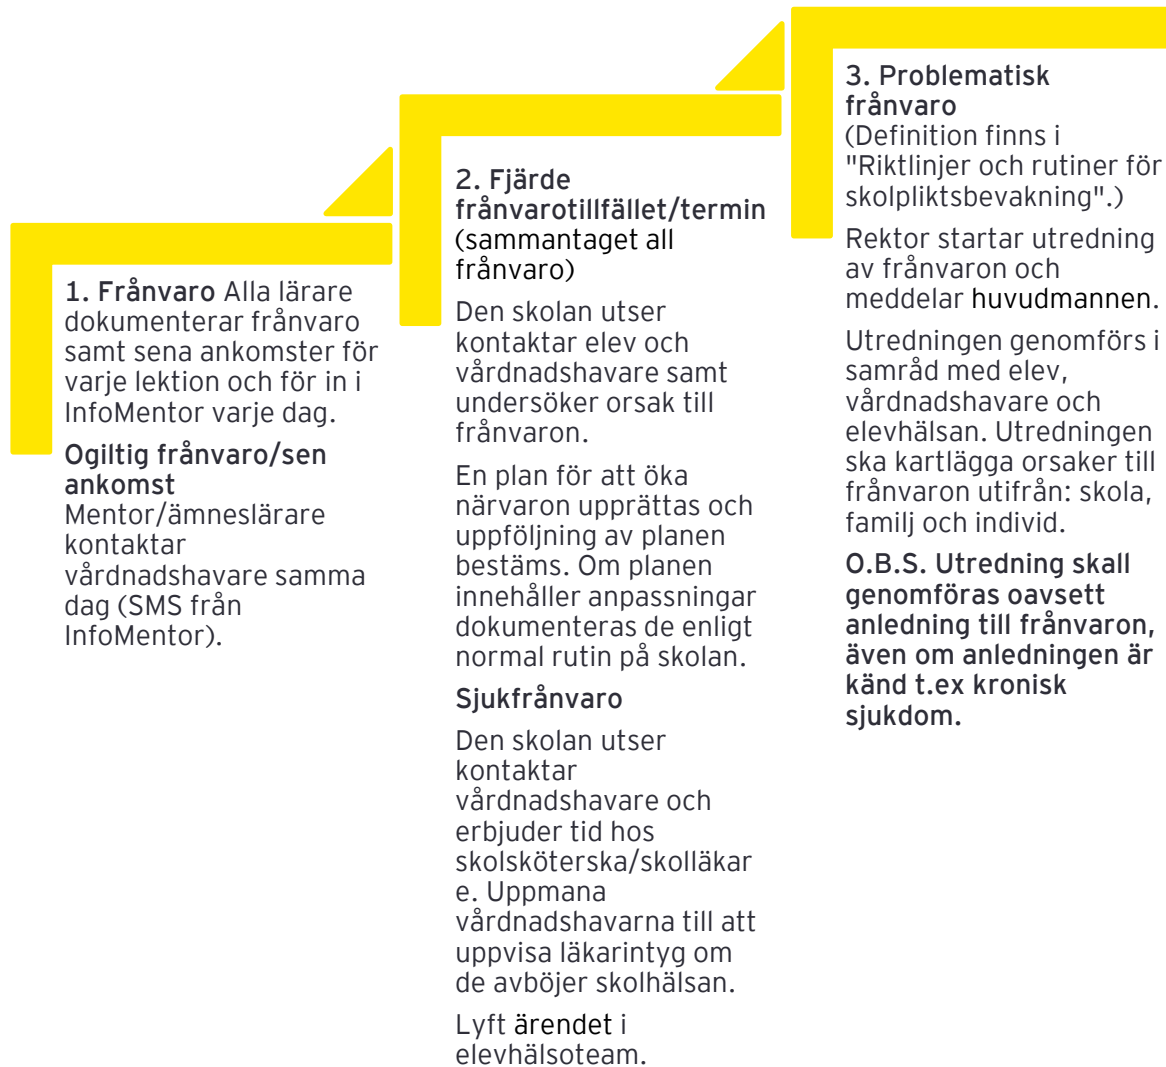 1. Frånvaro Alla lärare
dokumenterar frånvaro
samt sena ankomster för
varje lektion och för in i
InfoMentor varje dag.
Ogiltig frånvaro/sen
ankomst
Mentor/ämneslärare
kontaktar
vårdnadshavare samma
dag (SMS från
InfoMentor).
2. Fjärde
frånvarotillfället/termin
(sammantaget all
frånvaro)
Den skolan utser
kontaktar elev och
vårdnadshavare samt
undersöker orsak till
frånvaron.
En plan för att öka
närvaron upprättas och
uppföljning av planen
bestäms. Om planen
innehåller anpassningar
dokumenteras de enligt
normal rutin på skolan.
Sjukfrånvaro
Den skolan utser
kontaktar
vårdnadshavare och
erbjuder tid hos
skolsköterska/skolläkar
e. Uppmana
vårdnadshavarna till att
uppvisa läkarintyg om
de avböjer skolhälsan.
Lyft ärendet i
elevhälsoteam.
3. Problematisk
frånvaro
(Definition finns i
"Riktlinjer och rutiner för
skolpliktsbevakning".)
Rektor startar utredning
av frånvaron och
meddelar huvudmannen.
Utredningen genomförs i
samråd med elev,
vårdnadshavare och
elevhälsan. Utredningen
ska kartlägga orsaker till
frånvaron utifrån: skola,
familj och individ.
O.B.S. Utredning skall
genomföras oavsett
anledning till frånvaron,
även om anledningen är
känd t.ex kronisk
sjukdom.